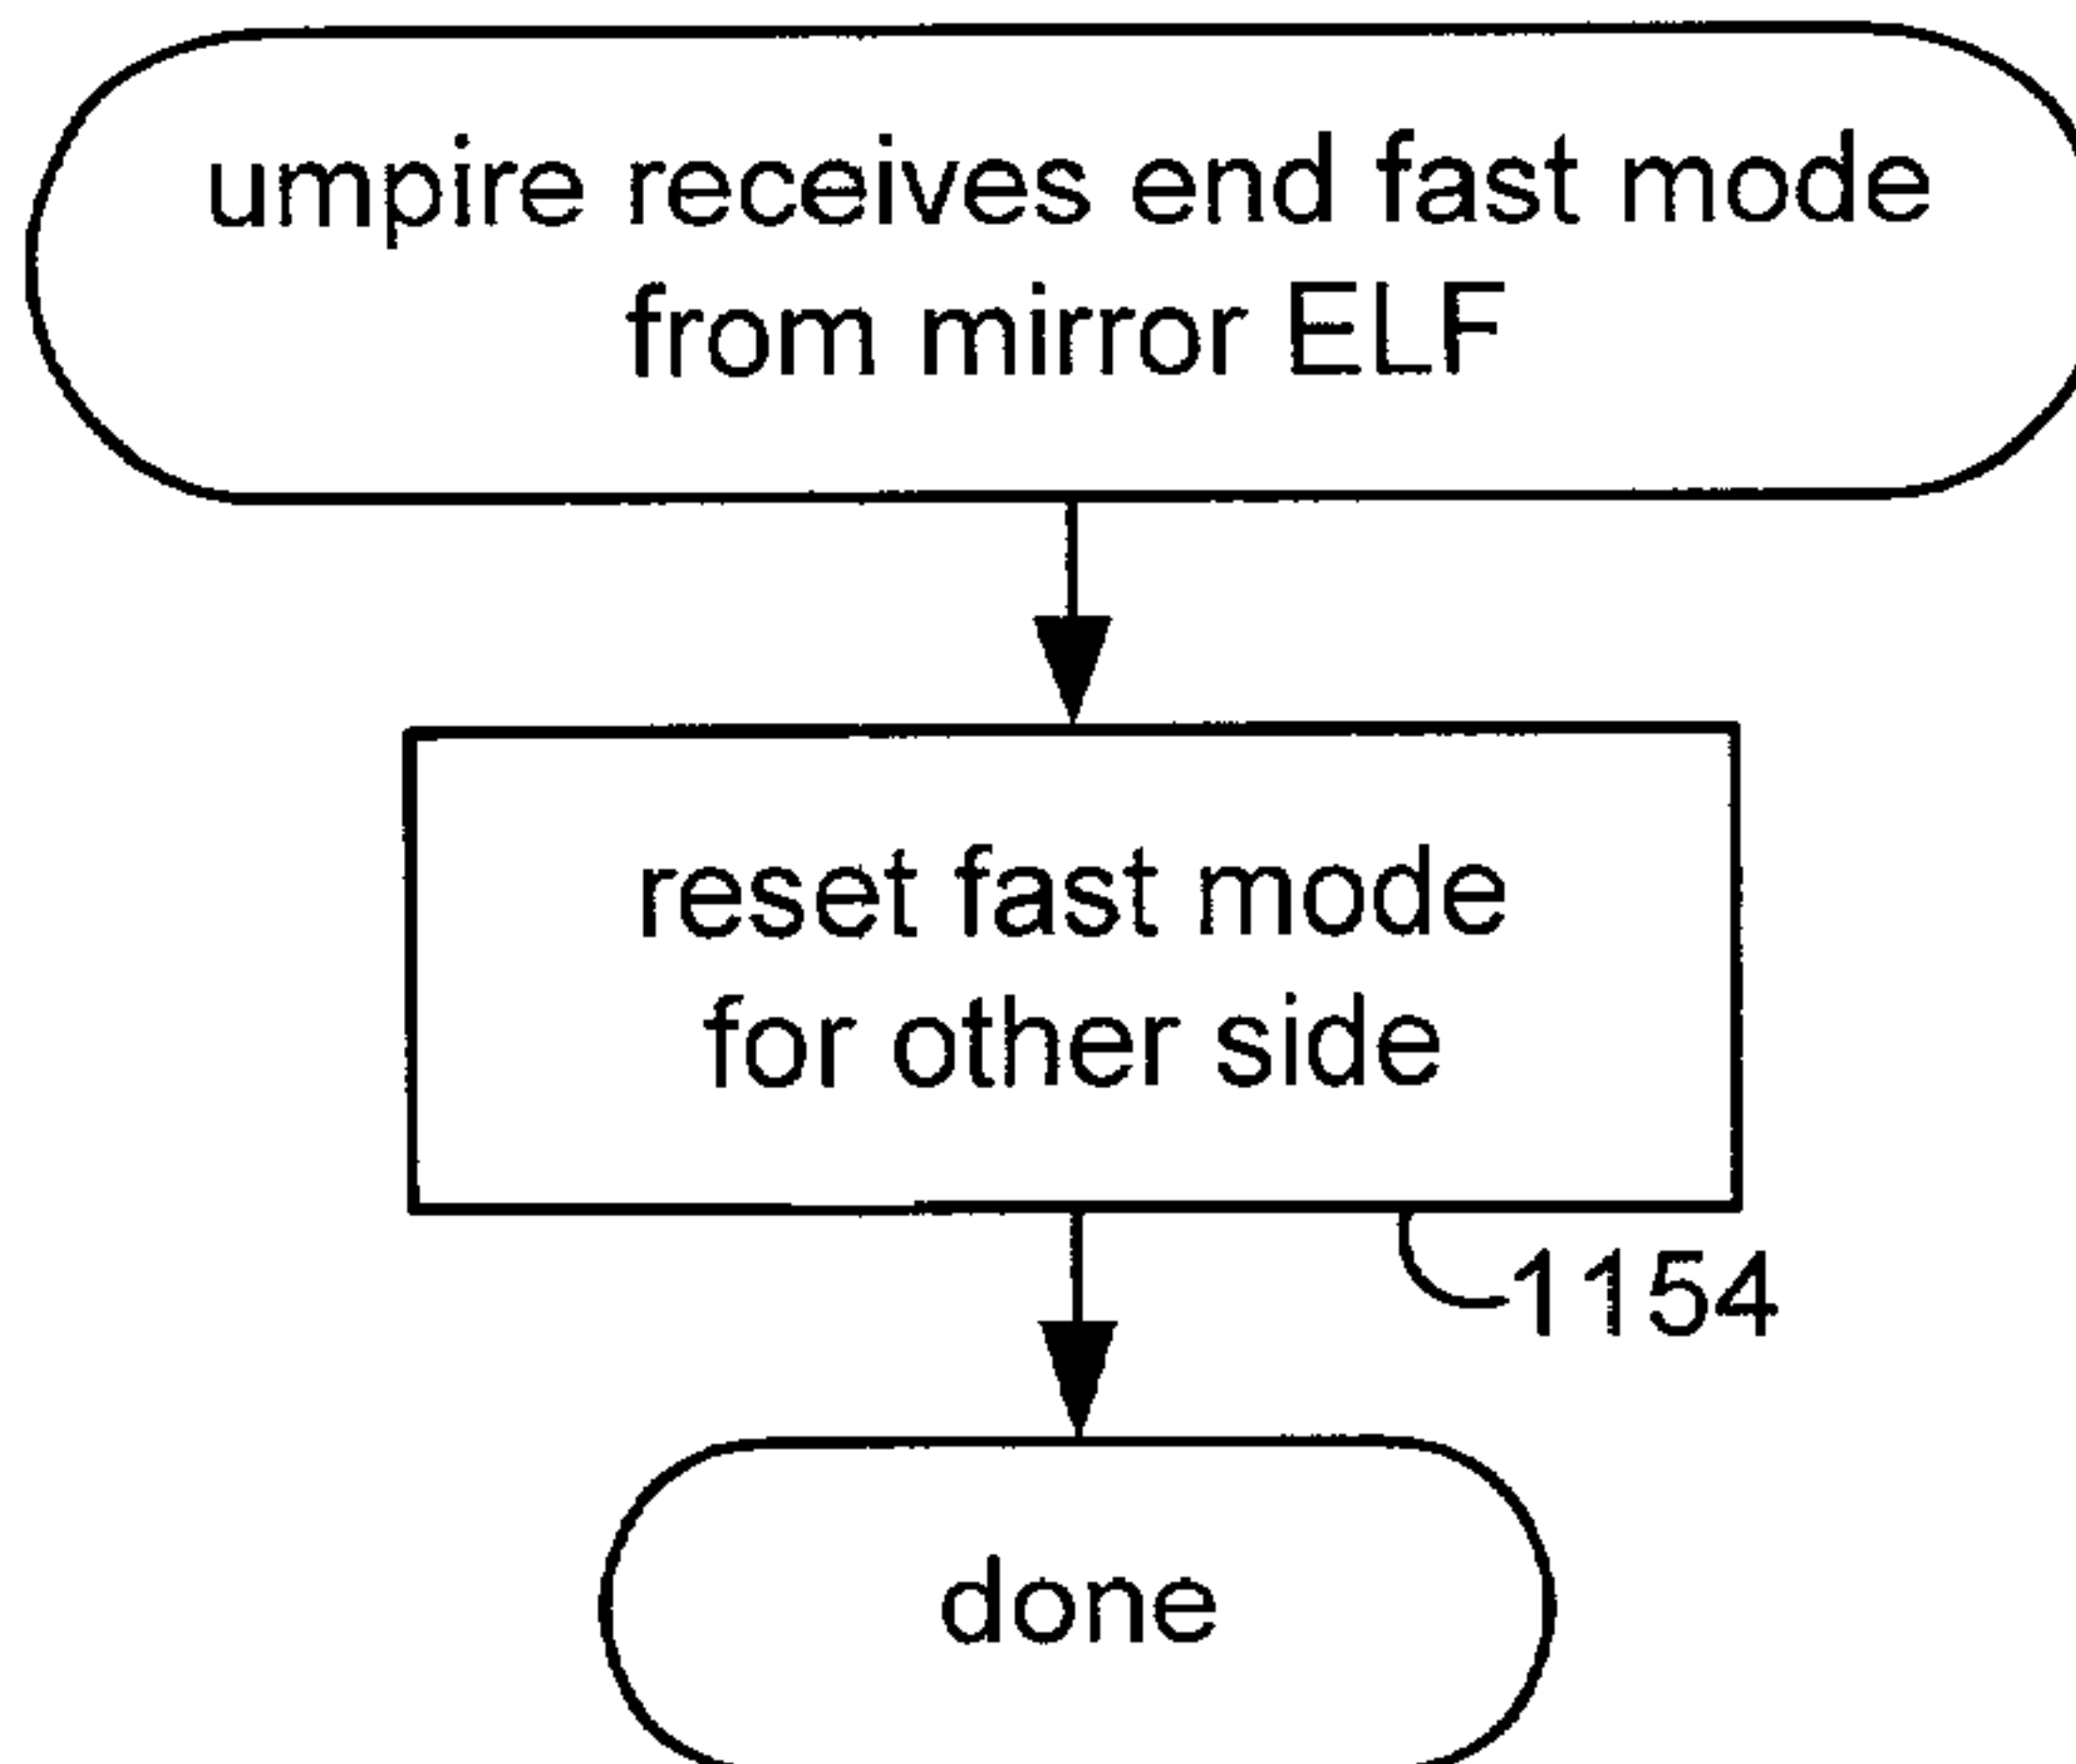 umpire receives end fast mode
from mirror ELF
reset fast mode
for other side
1154
done